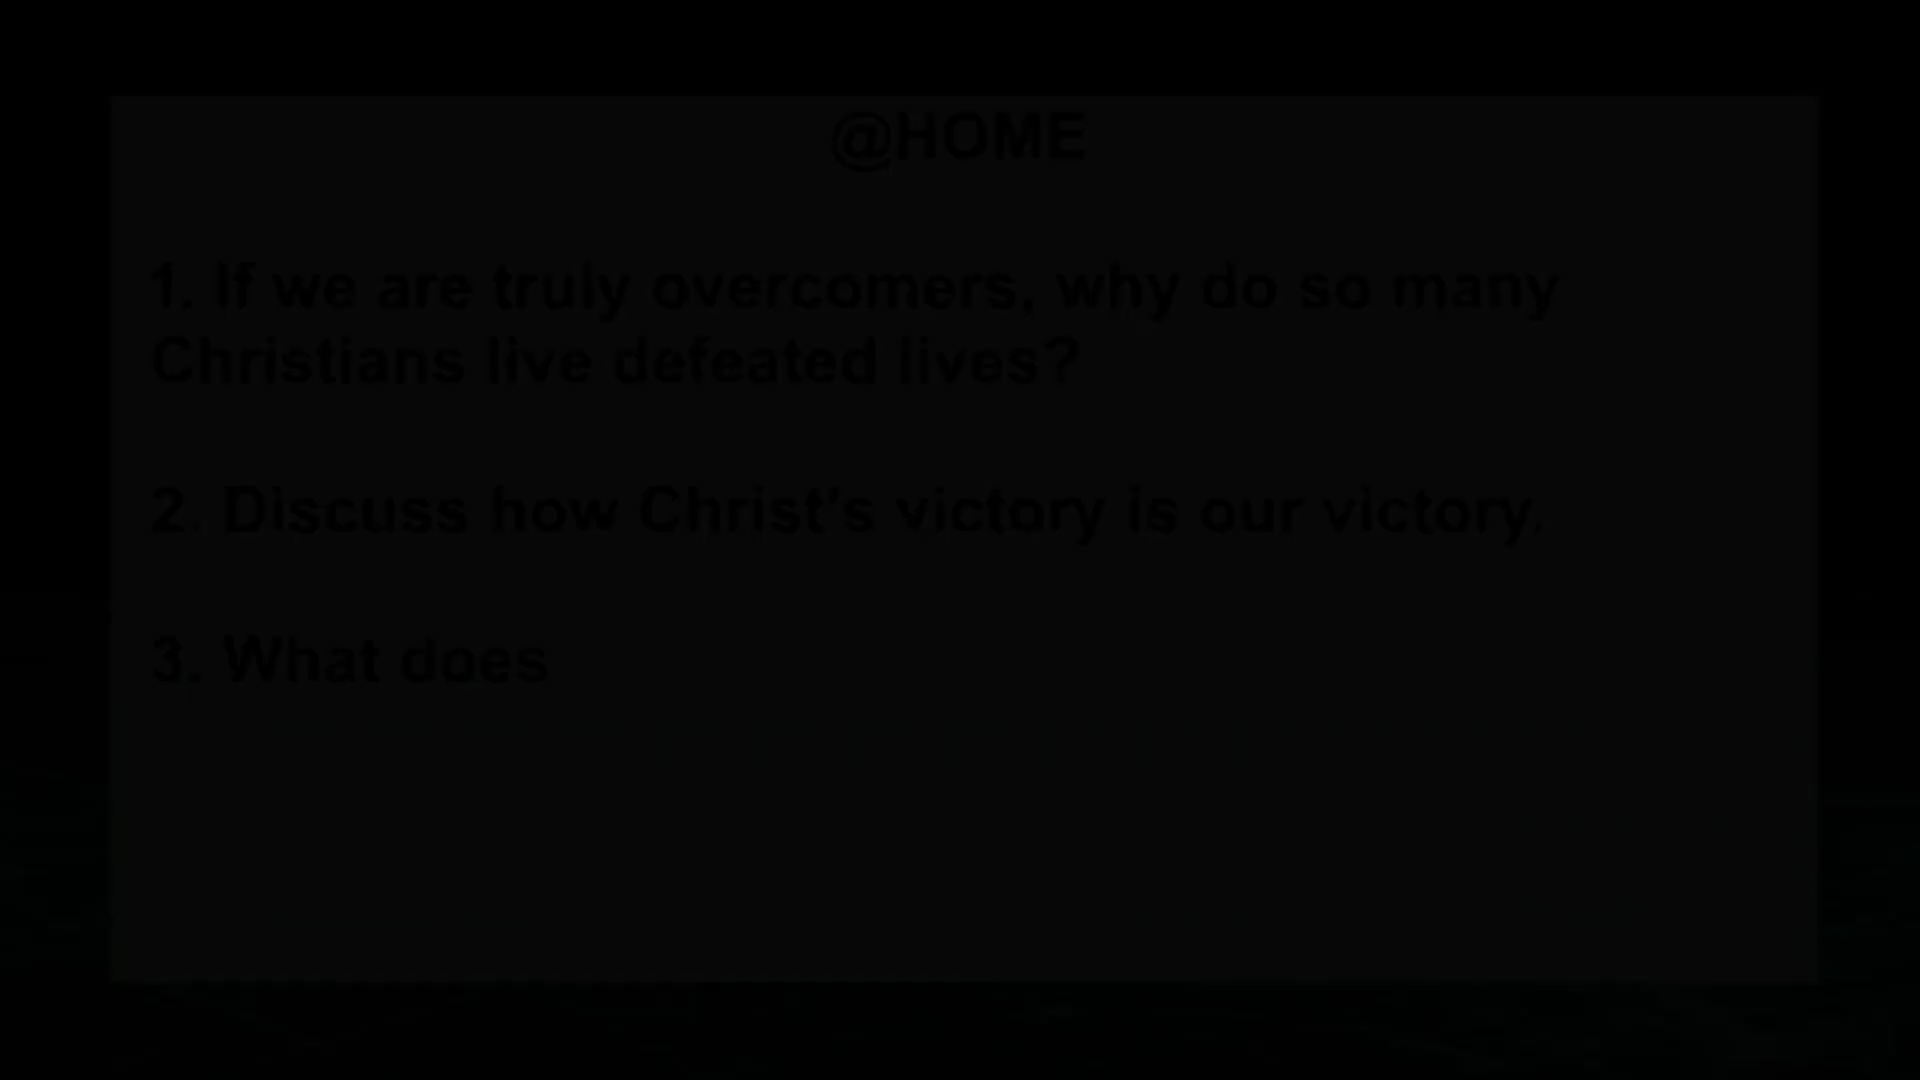 @HOME
1. If we are truly overcomers, why do so many
Christians live defeated lives?
2. Discuss how Christ's victory is our victory.
3. What does